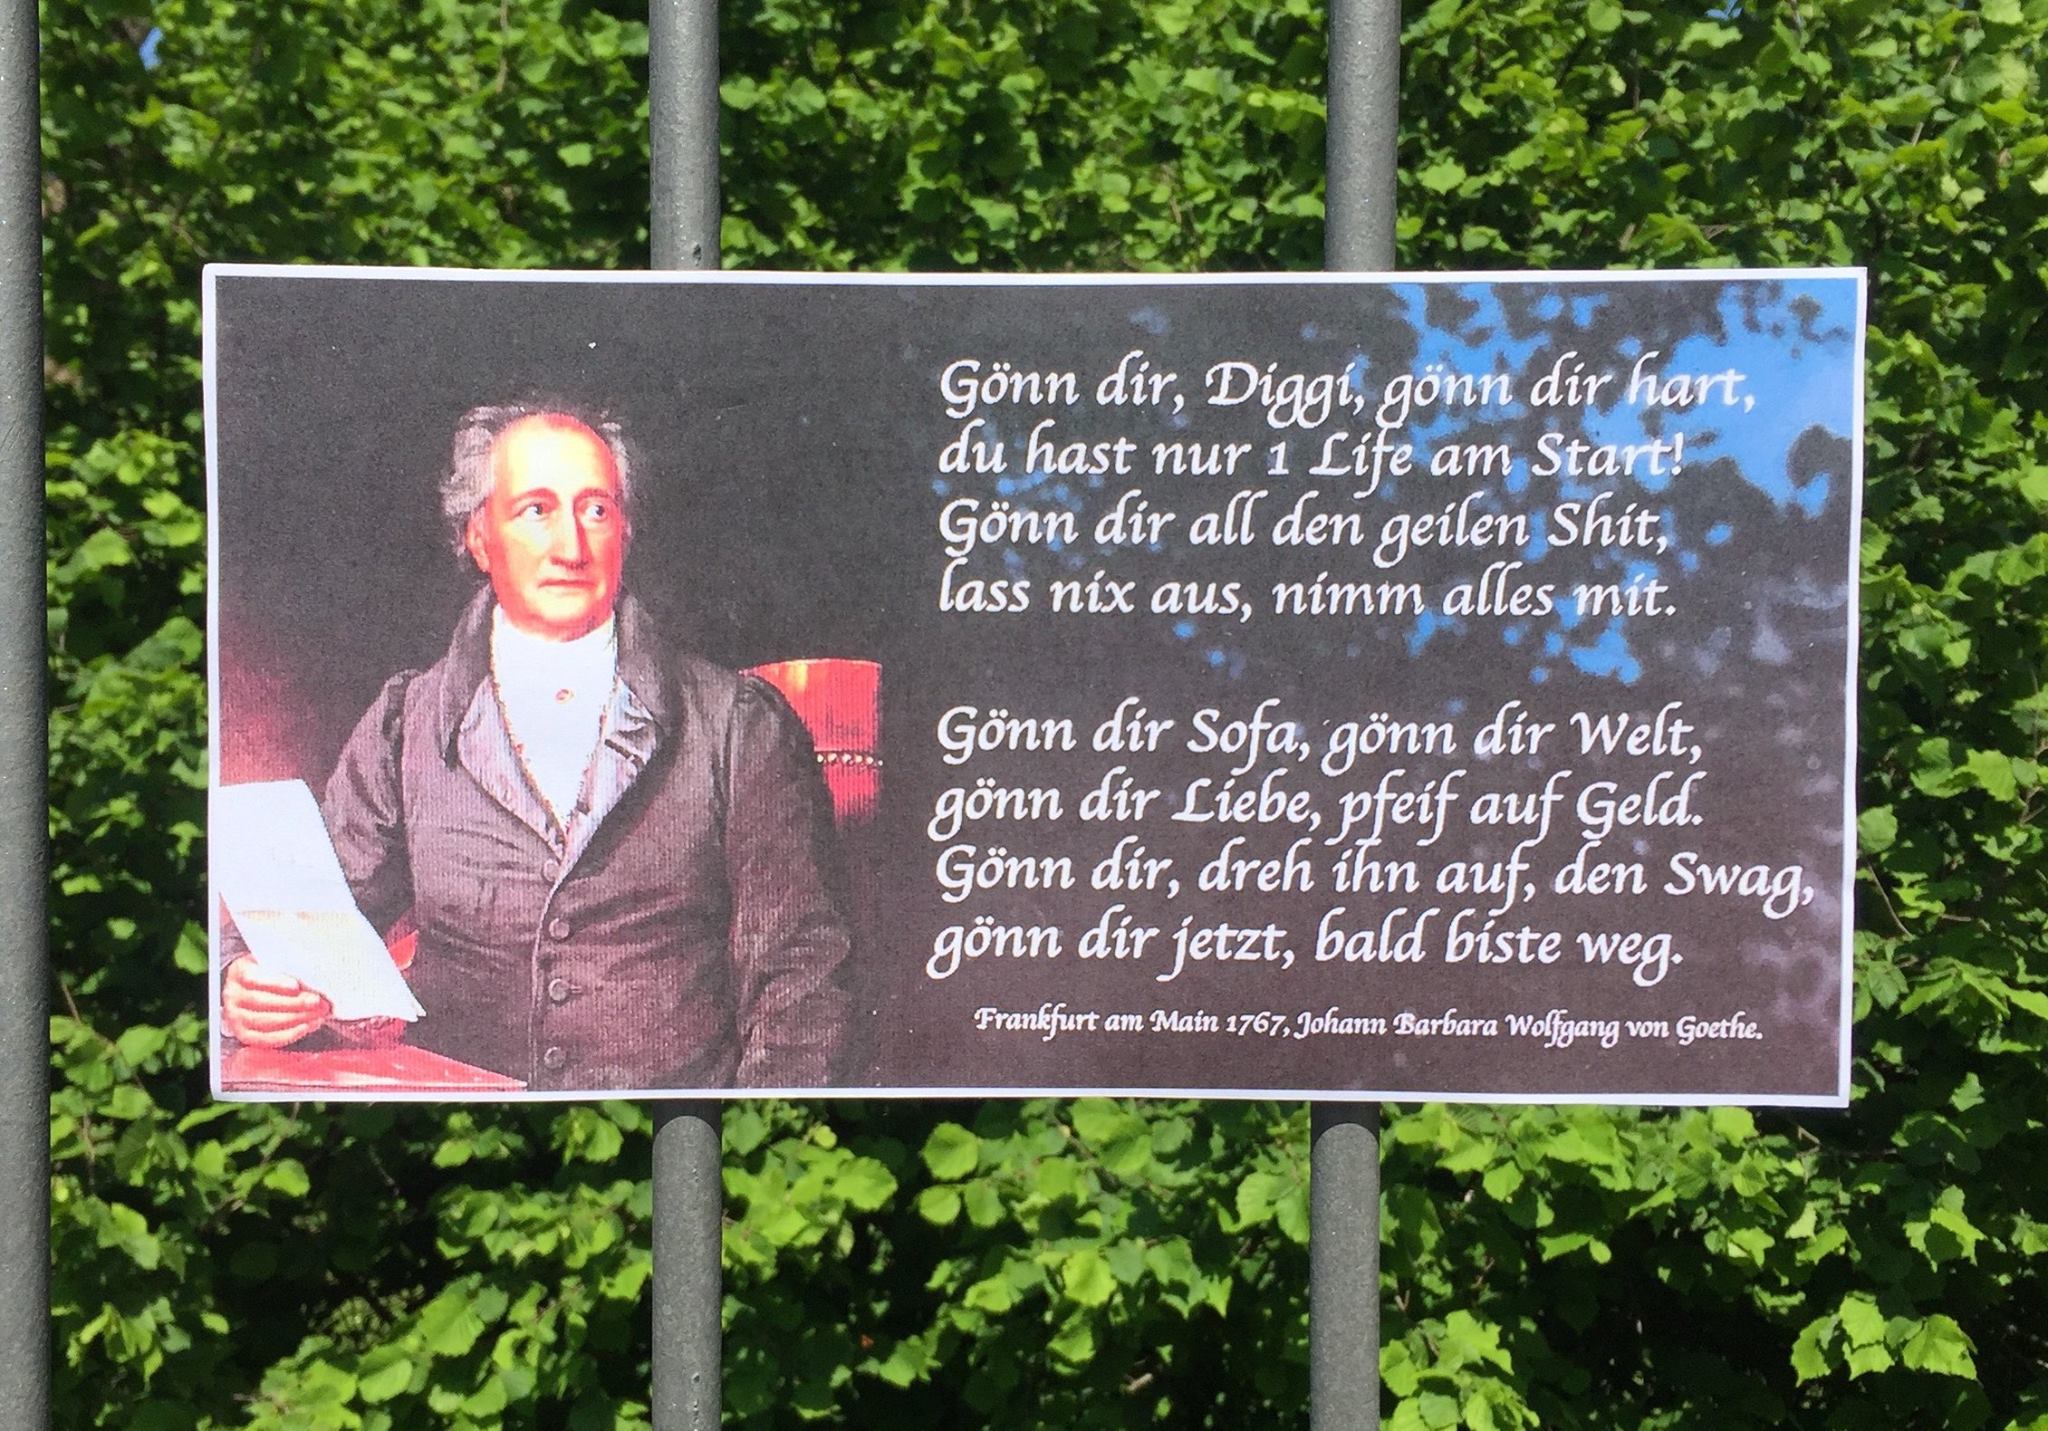 Gönn dir, Diggi, gönn dir hart,
du hast nur 1 Life am Start!
Gönn dir all den geilen Shit,
lass nix aus, nimm alles mit.
Gönn dir Sofa, gönn dir Welt,
gönn dir Liebe, pfeif auf Geld.
Gönn dir, dreh ihn auf, den Swag,
gönn dir jetzt, bald biste weg.
Frankfurt am Main 1767, Johann Barbara Wolfgang von Goethe.